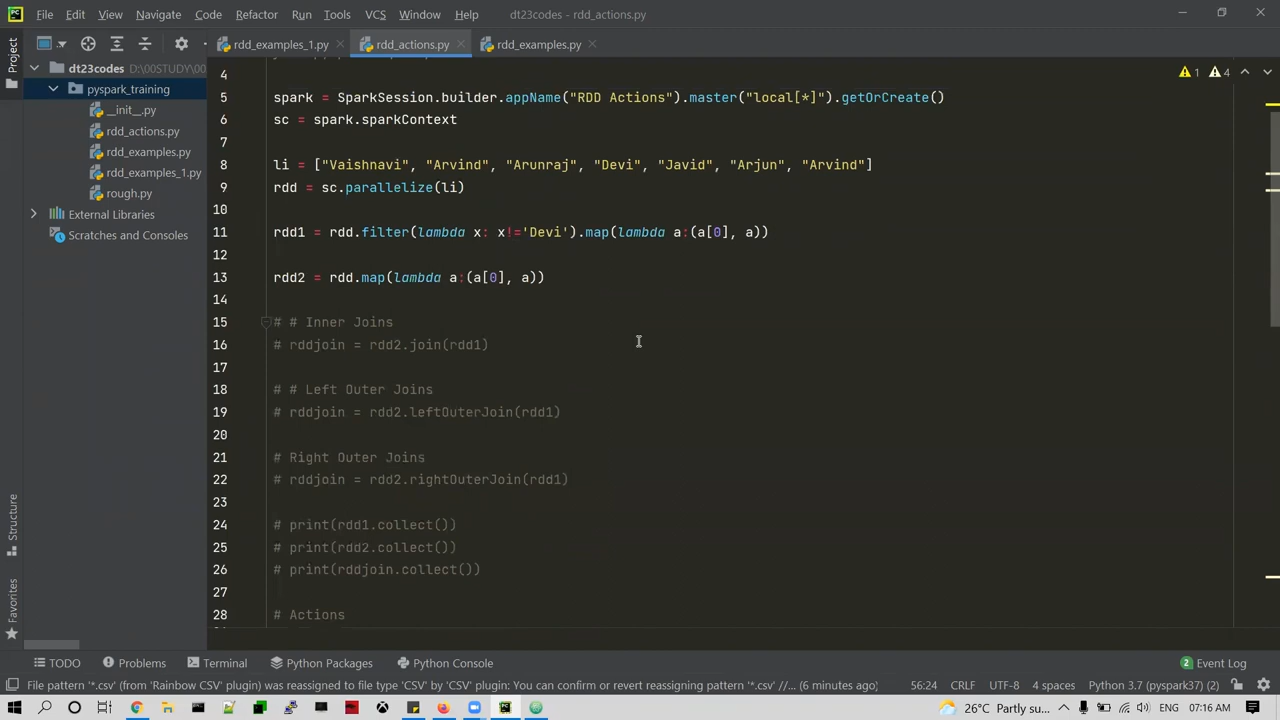 PC File Edit View Navigate Code Refactor Run Tools VCS Window Help dt23codes - rdd_actions.py
rdd_examples_1.py rdd_actions.py rdd_examples.py
Project
dt23codes D:\00STUDY\00
pyspark_training
__init__.py
rdd_actions.py
rdd_examples.py
rdd_examples_1.py
rough.py
External Libraries
Scratches and Consoles
1 4
4
5 spark = SparkSession.builder.appName("RDD Actions").master("local[*]").getOrCreate()
6 sc = spark.sparkContext
7
8 li = ["Vaishnavi", "Arvind", "Arunraj", "Devi", "Javid", "Arjun", "Arvind"]
9 rdd = sc.parallelize(li)
10
11 rdd1 = rdd.filter(lambda x: x!='Devi').map(lambda a:(a[0], a))
12
13 rdd2 = rdd.map(lambda a:(a[0], a))
14
15 # # Inner Joins
16 # rddjoin = rdd2.join(rdd1)
17
18 # # Left Outer Joins
19 # rddjoin = rdd2.leftOuterJoin(rdd1)
20
21 # Right Outer Joins
22 # rddjoin = rdd2.rightOuterJoin(rdd1)
23
24 # print(rdd1.collect())
25 # print(rdd2.collect())
26 # print(rddjoin.collect())
27
28 # Actions
Structure
Favorites
TODO Problems Terminal Python Packages Python Console 2 Event Log
File pattern '*.csv' (from 'Rainbow CSV' plugin) was reassigned to file type 'CSV' by 'CSV' plugin: You can confirm or revert reassigning pattern '*.csv' //... (6 minutes ago) 56:24 CRLF UTF-8 4 spaces Python 3.7 (pyspark37) (2)
26°C Partly su... ENG 07:16 AM